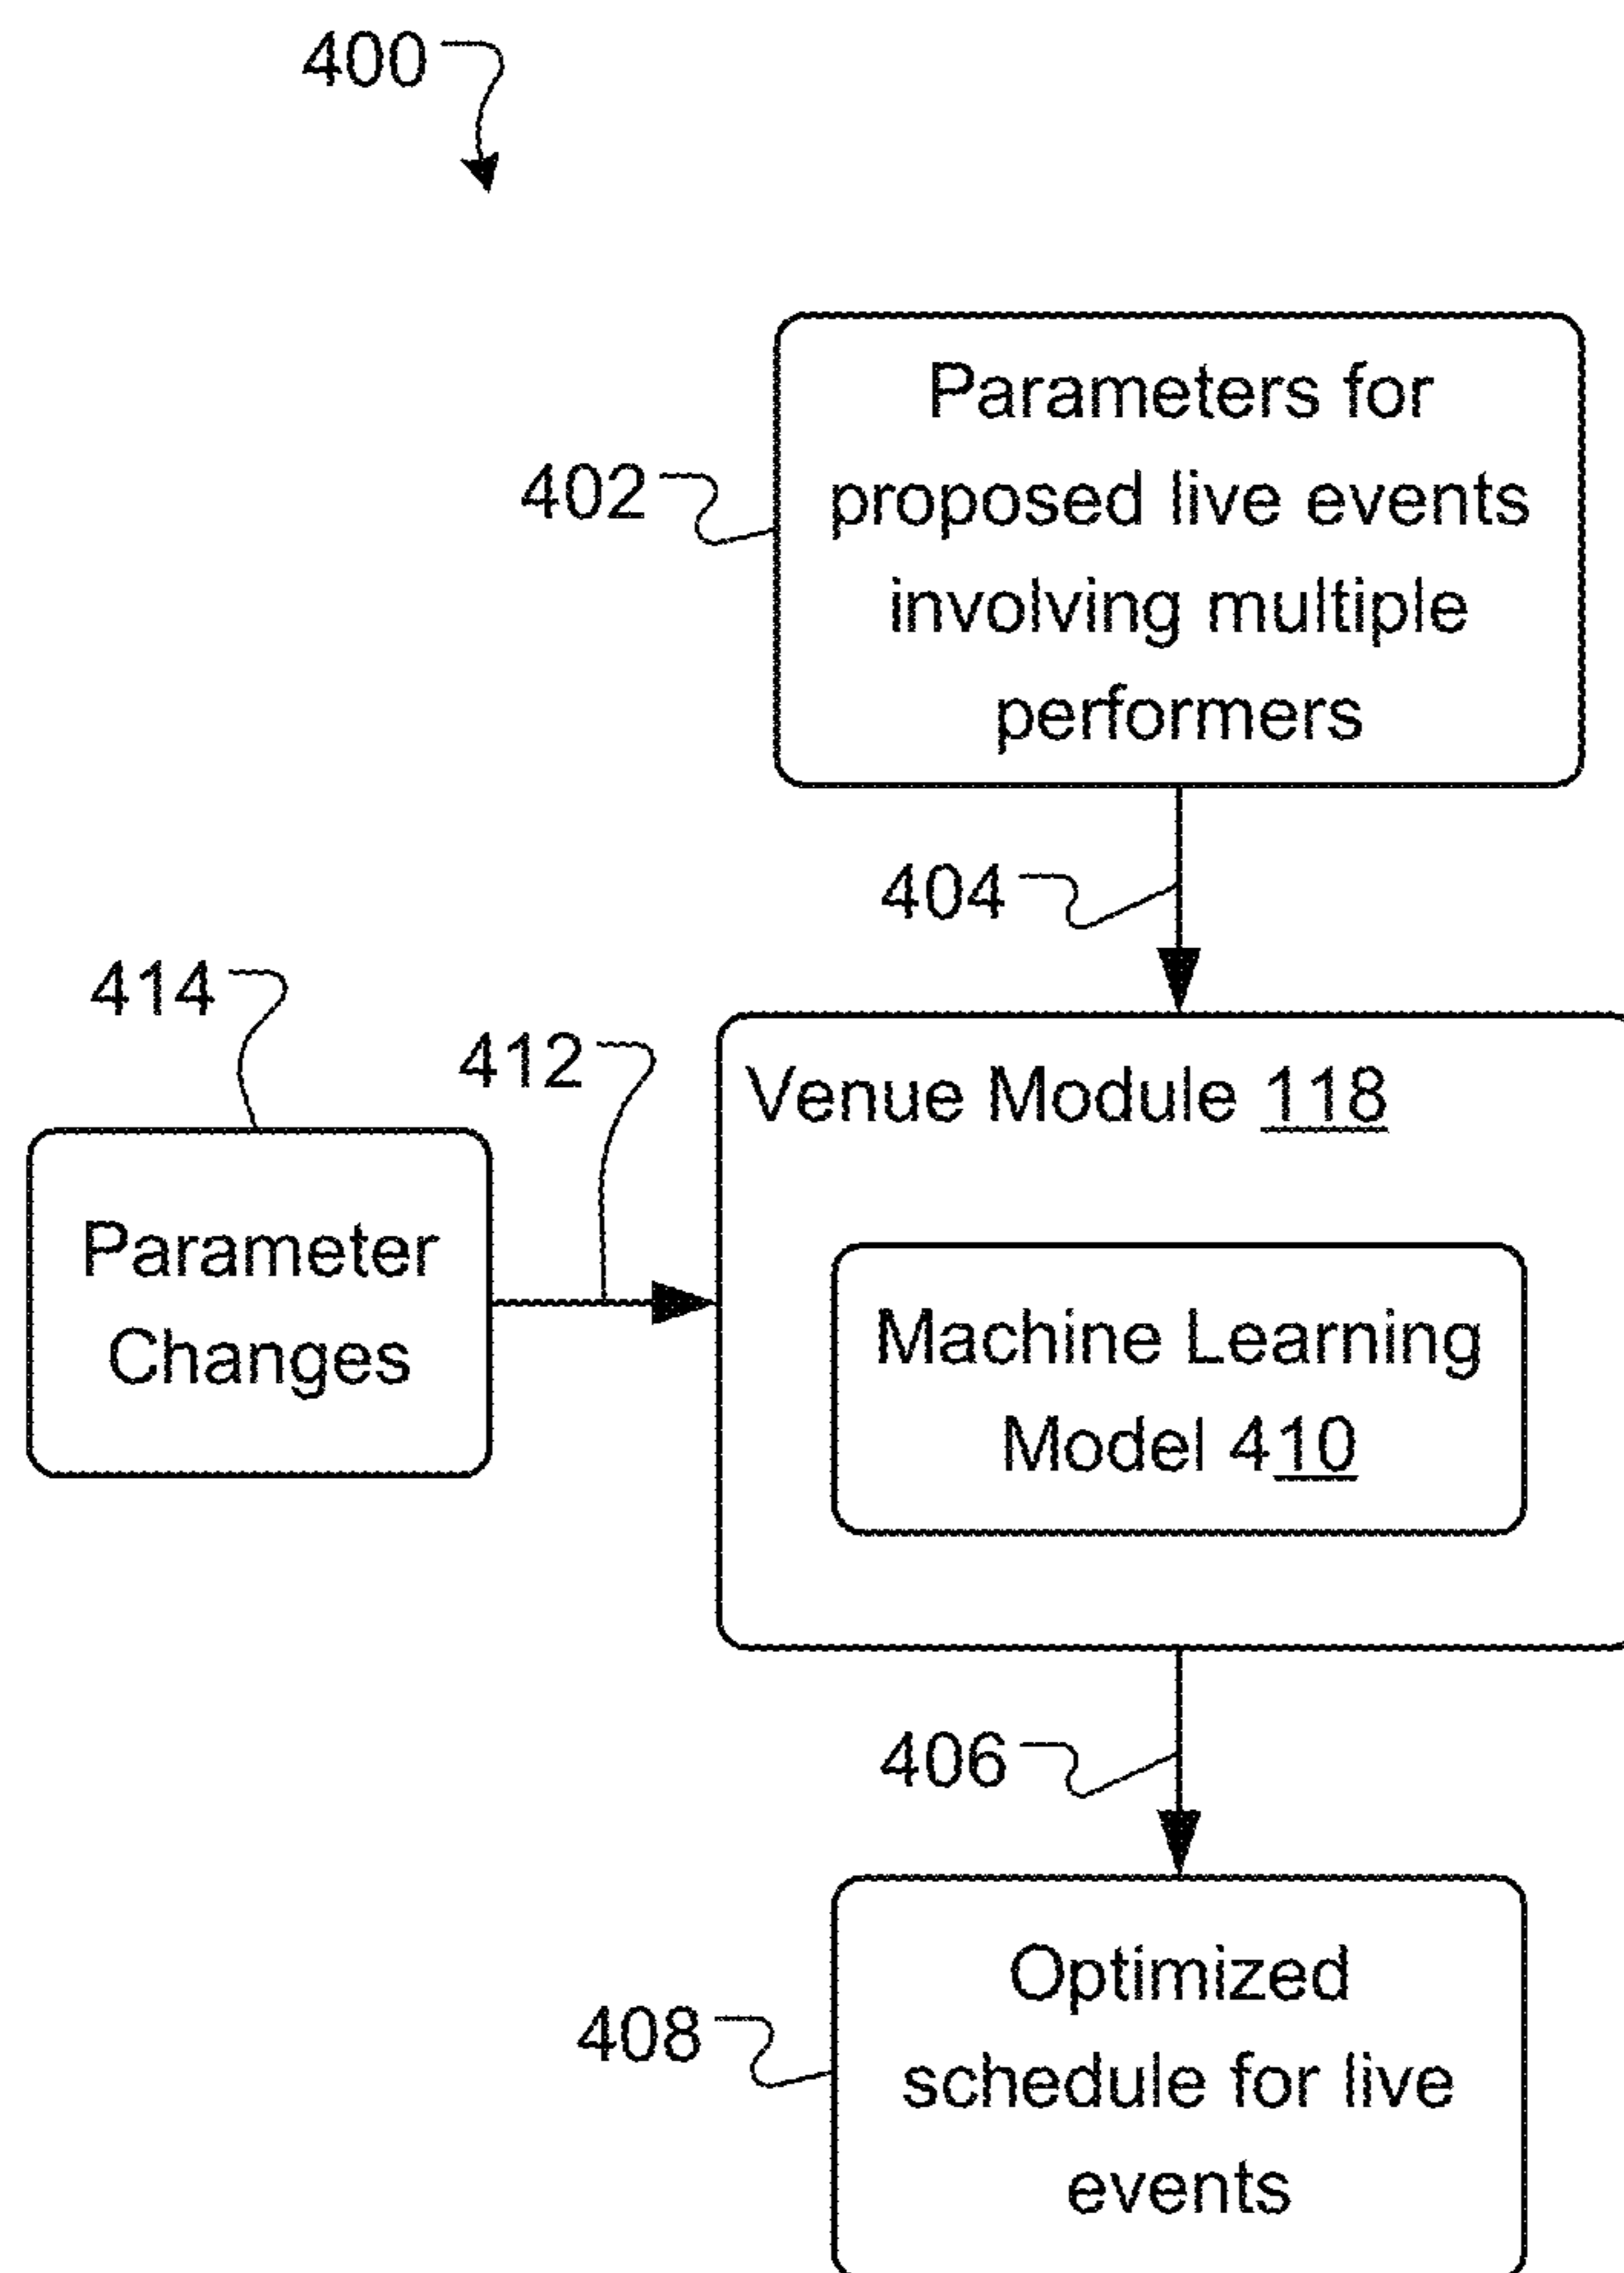 400
Parameters for
402
proposed live events
involving multiple
performers
404
414
412
Venue Module 118
Parameter
Changes
Machine Learning
Model 410
406
Optimized
408
schedule for live
events